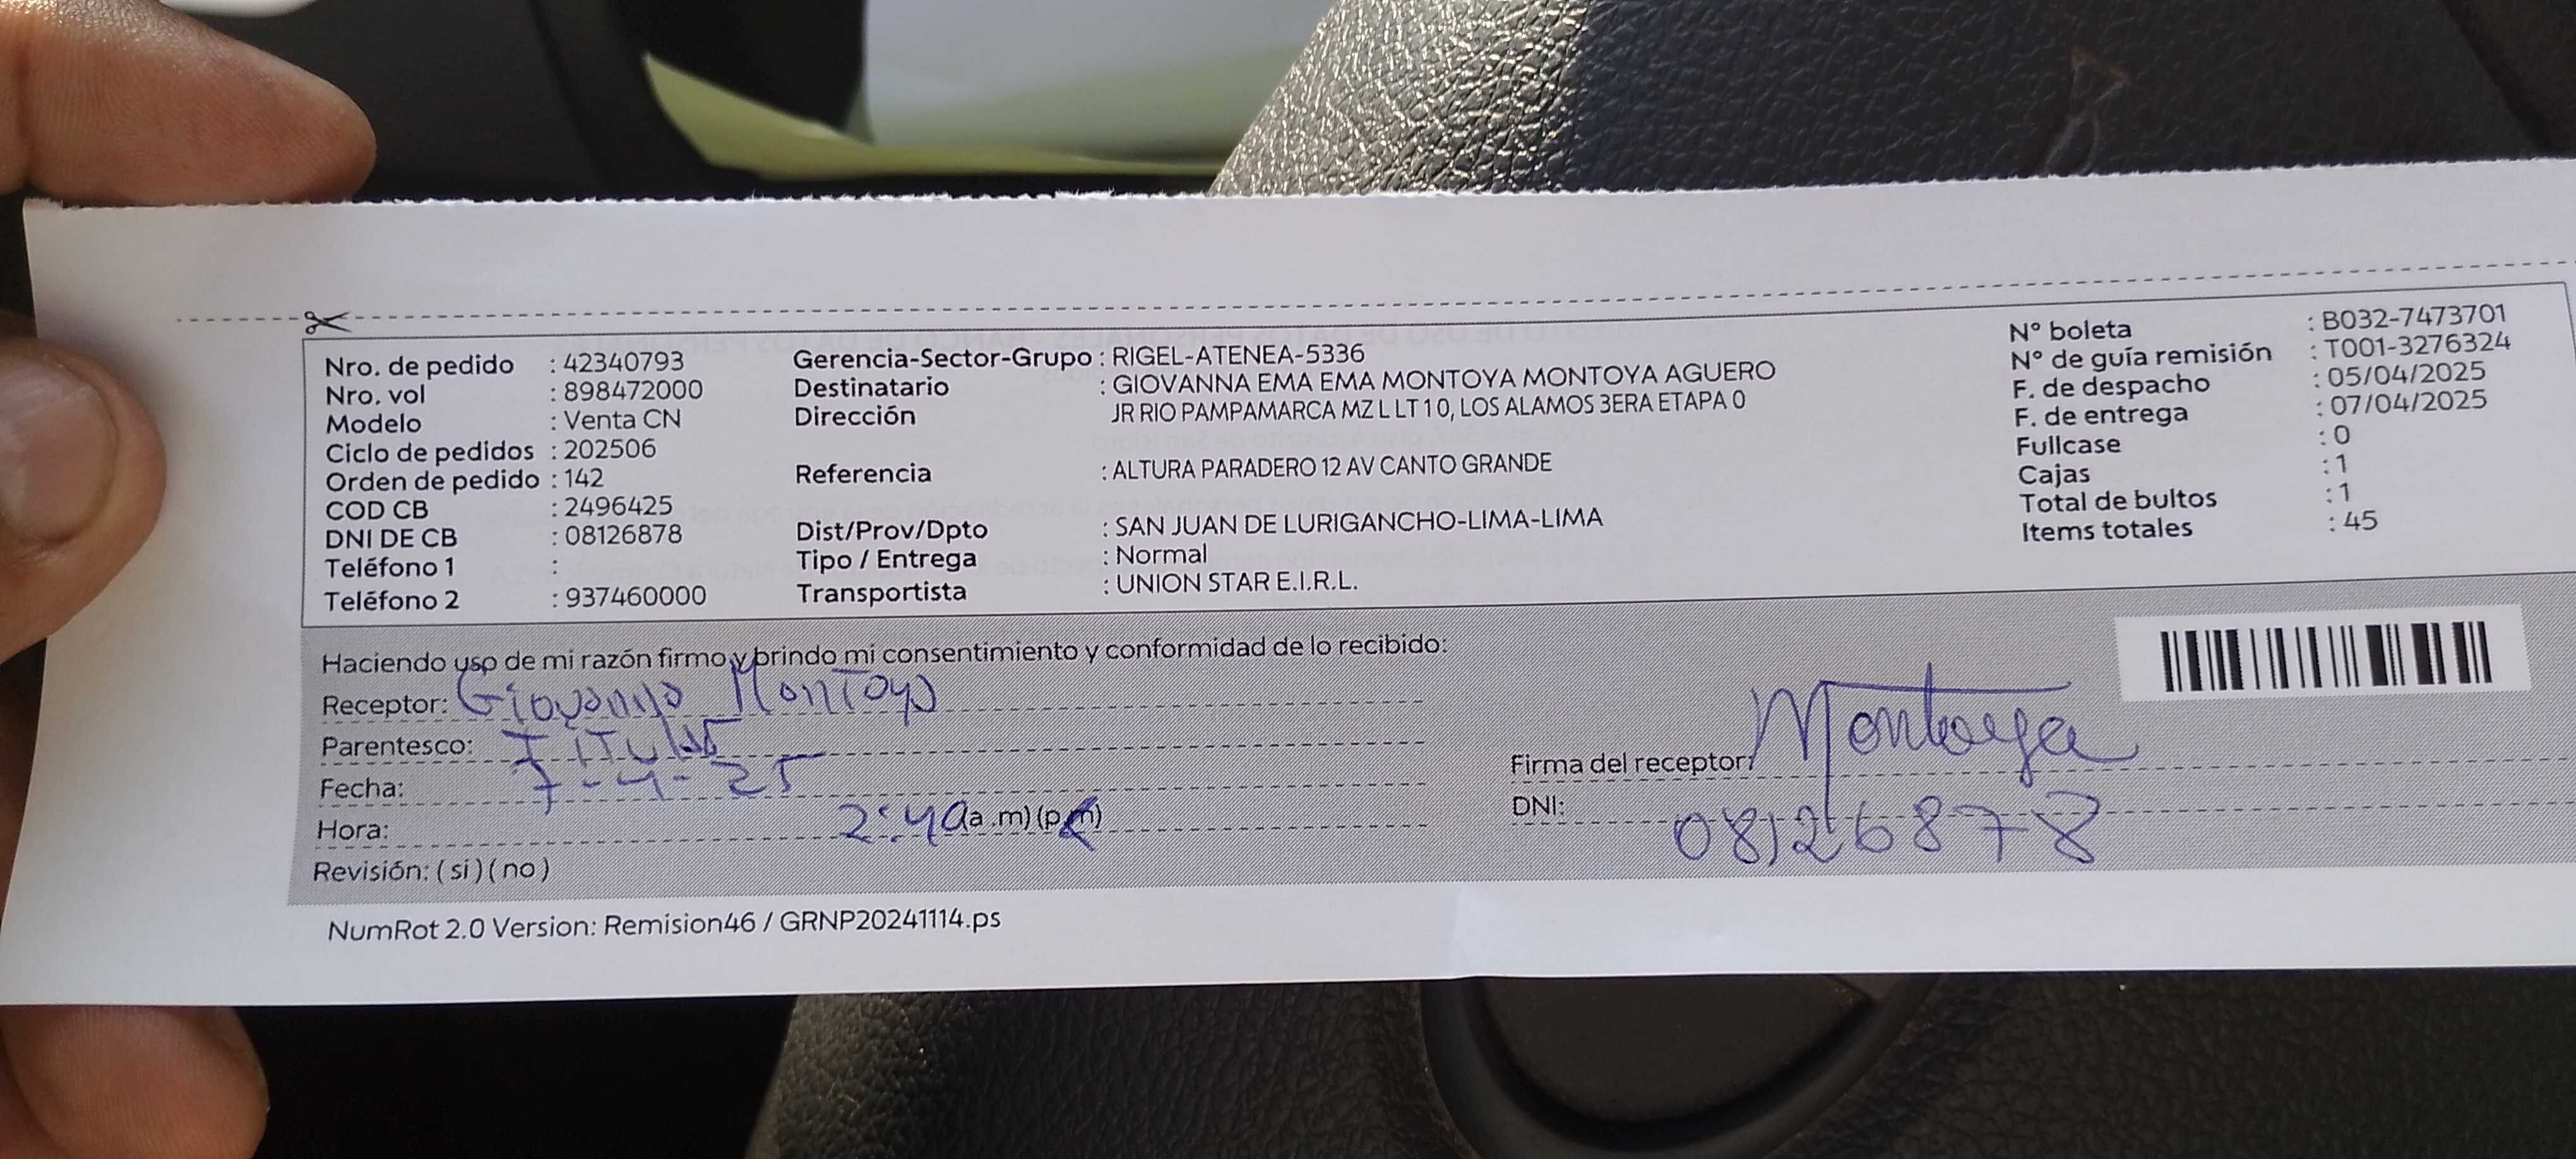 Nro. de pedido : 42340793
Nro. vol : 898472000
Modelo : Venta CN
Ciclo de pedidos : 202506
Orden de pedido : 142
COD CB : 2496425
DNI DE CB : 08126878
Teléfono 1 :
Teléfono 2 : 937460000
Gerencia-Sector-Grupo : RIGEL-ATENEA-5336
Destinatario : GIOVANNA EMA EMA MONTOYA MONTOYA AGUERO
Dirección JR RIO PAMPAMARCA MZ L LT 10, LOS ALAMOS 3ERA ETAPA 0
Referencia : ALTURA PARADERO 12 AV CANTO GRANDE
Dist/Prov/Dpto : SAN JUAN DE LURIGANCHO-LIMA-LIMA
Tipo / Entrega : Normal
Transportista : UNION STAR E.I.R.L.
N° boleta : B032-7473701
N° de guía remisión : T001-3276324
F. de despacho : 05/04/2025
F. de entrega : 07/04/2025
Fullcase : 0
Cajas : 1
Total de bultos : 1
Items totales : 45
Haciendo uso de mi razón firmo y brindo mi consentimiento y conformidad de lo recibido:
Receptor: Giovanna Montoya
Parentesco: Titular
Fecha: 7-4-25
Hora: 2:40 (a.m) (p.m)
Revisión: (si) (no)
Firma del receptor: Montoya
DNI: 08126878
NumRot 2.0 Version: Remision46 / GRNP20241114.ps